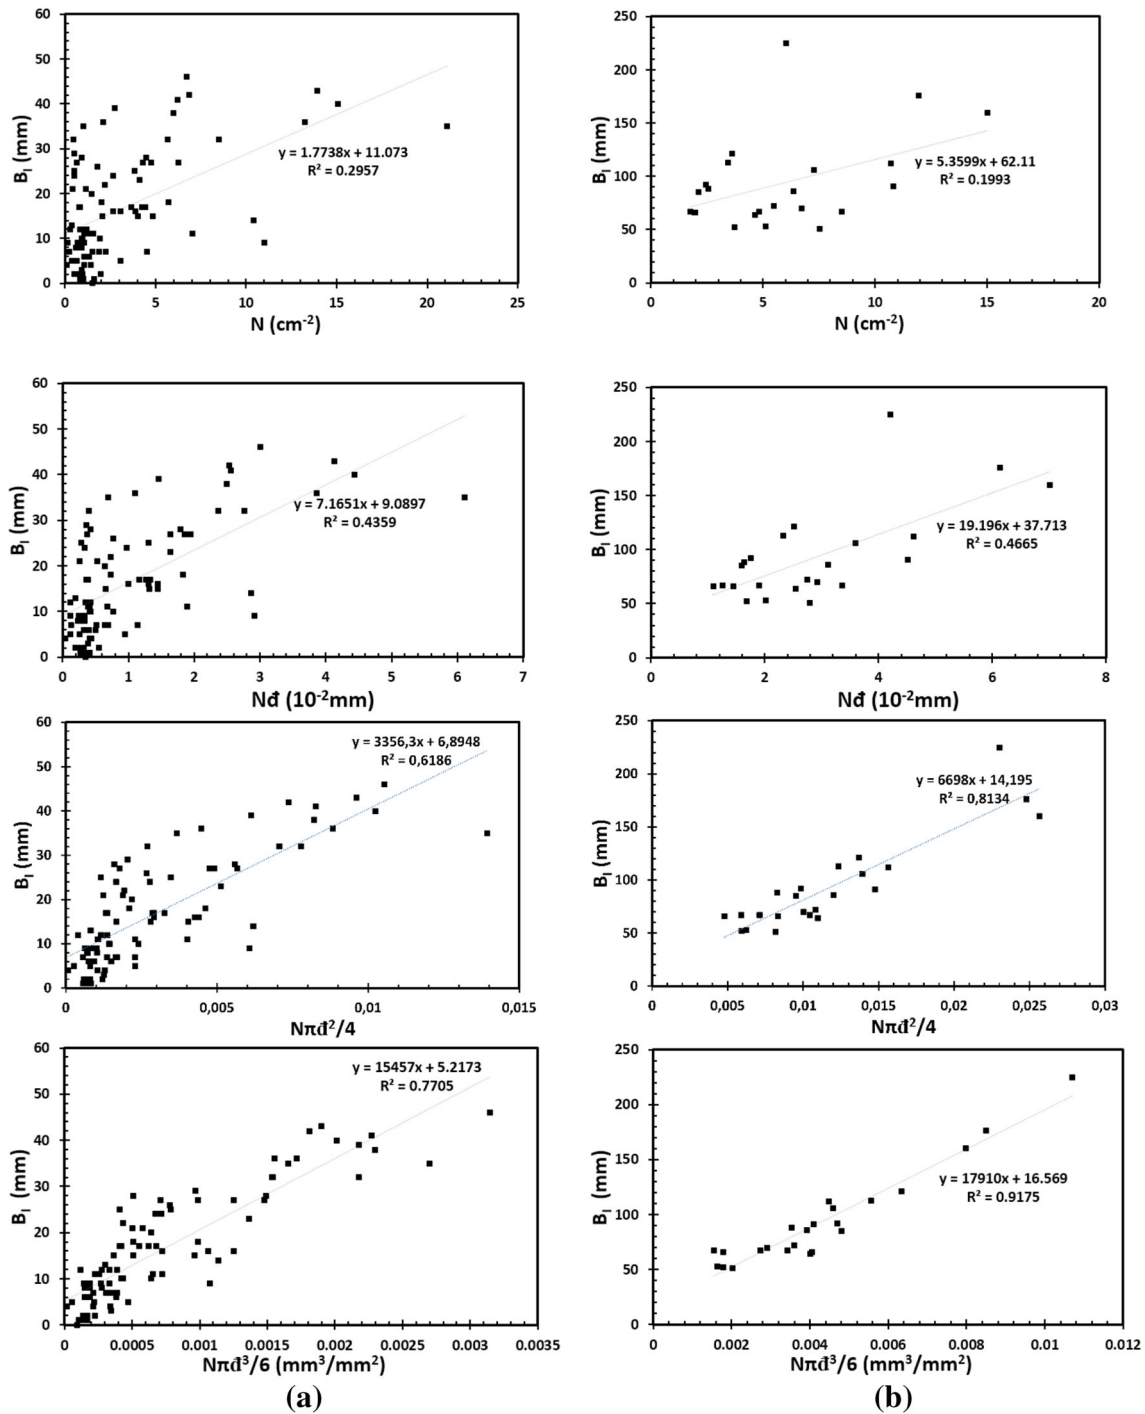 60
50
40
30
20
10
0
Bl (mm)
y = 1.7738x + 11.073
R² = 0.2957
0 5 10 15 20 25
N (cm-2)
250
200
150
100
50
0
Bl (mm)
y = 5.3599x + 62.11
R² = 0.1993
0 5 10 15 20
N (cm-2)
60
50
40
30
20
10
0
Bl (mm)
y = 7.1651x + 9.0897
R² = 0.4359
0 1 2 3 4 5 6 7
Nđ (10-2mm)
250
200
150
100
50
0
Bl (mm)
y = 19.196x + 37.713
R² = 0.4665
0 2 4 6 8
Nđ (10-2mm)
60
50
40
30
20
10
0
Bl (mm)
y = 3356,3x + 6,8948
R² = 0,6186
0 0,005 0,01 0,015
Nπđ²/4
250
200
150
100
50
0
Bl (mm)
y = 6698x + 14,195
R² = 0,8134
0 0,005 0,01 0,015 0,02 0,025 0,03
Nπđ²/4
60
50
40
30
20
10
0
Bl (mm)
y = 15457x + 5.2173
R² = 0.7705
0 0.0005 0.001 0.0015 0.002 0.0025 0.003 0.0035
Nπđ³/6 (mm³/mm²)
(a)
250
200
150
100
50
0
Bl (mm)
y = 17910x + 16.569
R² = 0.9175
0 0.002 0.004 0.006 0.008 0.01 0.012
Nπđ³/6 (mm³/mm²)
(b)